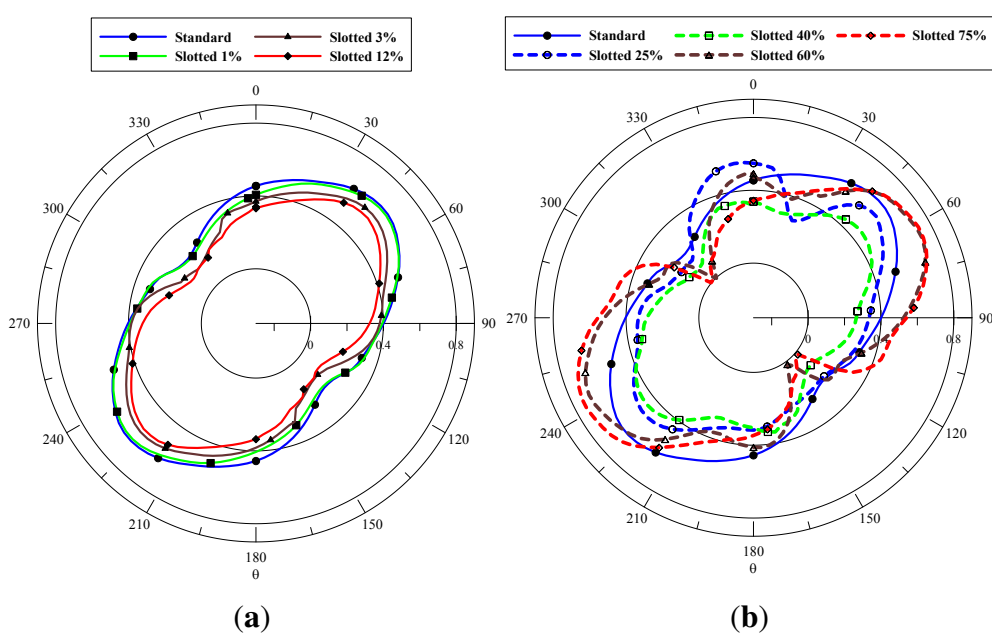 Standard Slotted 3%
Slotted 1% Slotted 12%
Standard Slotted 40% Slotted 75%
Slotted 25% Slotted 60%
0
330 30
300 60
270 0 0.4 0.8 90
240 120
210 150
180
θ
0
330 30
300 60
270 0 0.4 0.8 90
240 120
210 150
180
θ
(a) (b)